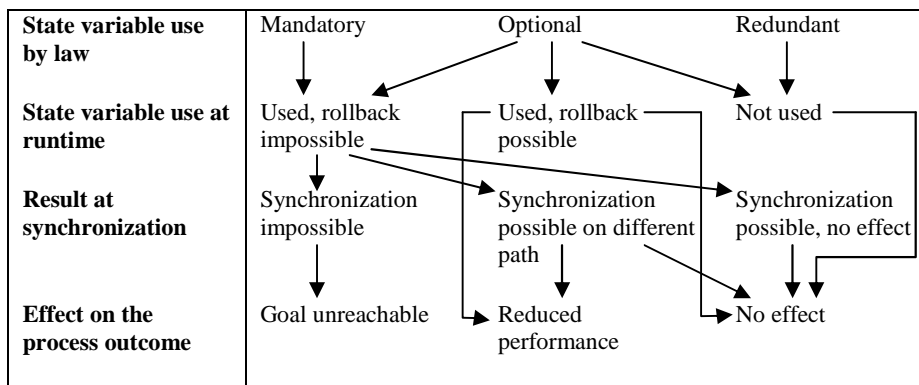 State variable use by law
Mandatory Optional Redundant
State variable use at runtime
Used, rollback impossible
Used, rollback possible
Not used
Result at synchronization
Synchronization impossible
Synchronization possible on different path
Synchronization possible, no effect
Effect on the process outcome
Goal unreachable
Reduced performance
No effect